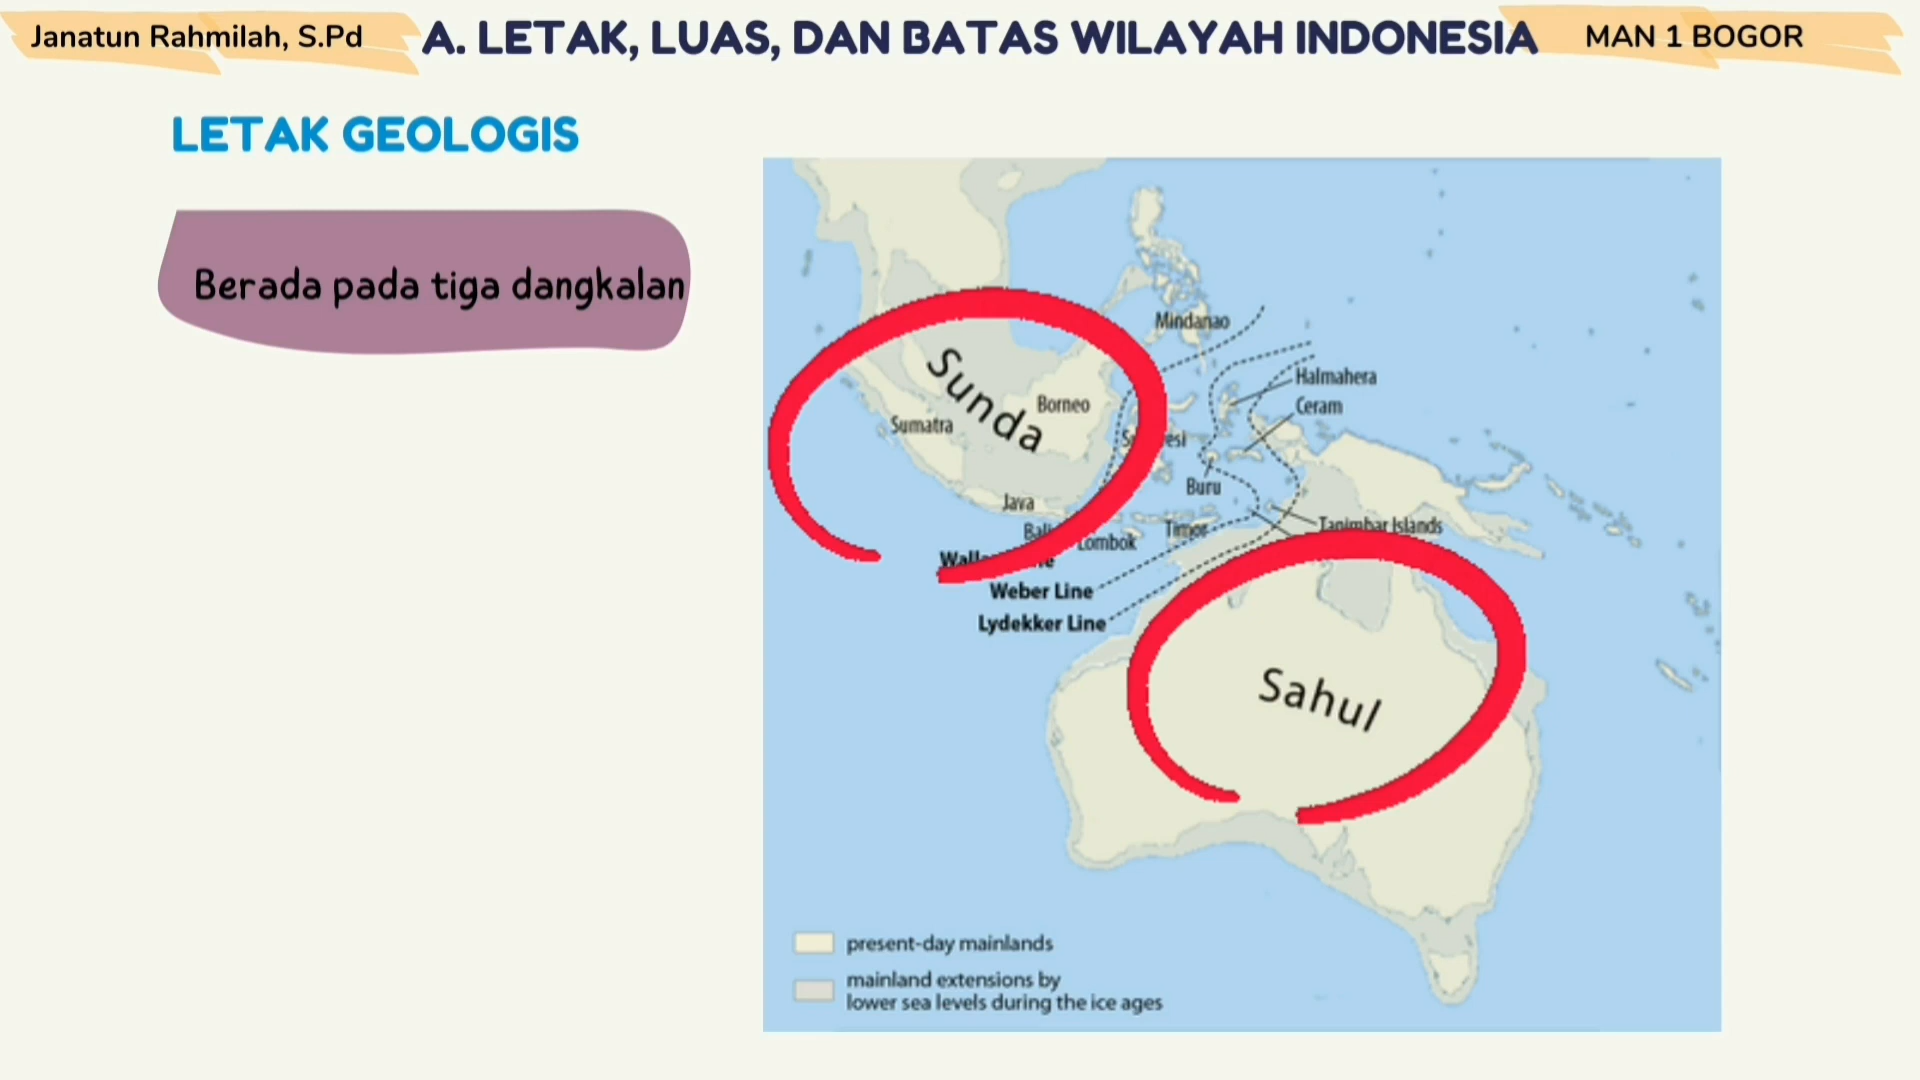 Janatun Rahmilah, S.Pd
A. LETAK, LUAS, DAN BATAS WILAYAH INDONESIA
MAN 1 BOGOR
LETAK GEOLOGIS
Berada pada tiga dangkalan
Mindanao
Halmahera
Ceram
Sunda
Borneo
Sumatra
Buru
Java
Timor
Tanimbar Islands
Lombok
Weber Line
Lydekker Line
Sahul
present-day mainlands
mainland extensions by
lower sea levels during the ice ages